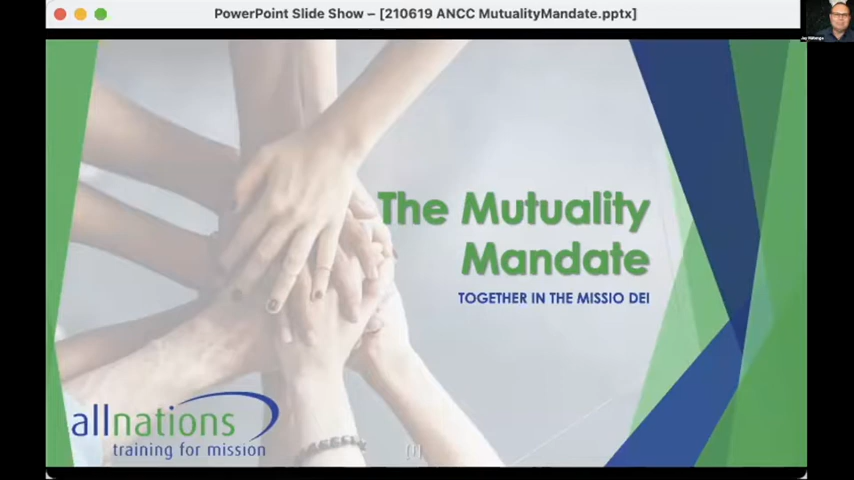 PowerPoint Slide Show – [210619 ANCC MutualityMandate.pptx]
The Mutuality
Mandate
TOGETHER IN THE MISSIO DEI
allnations
training for mission